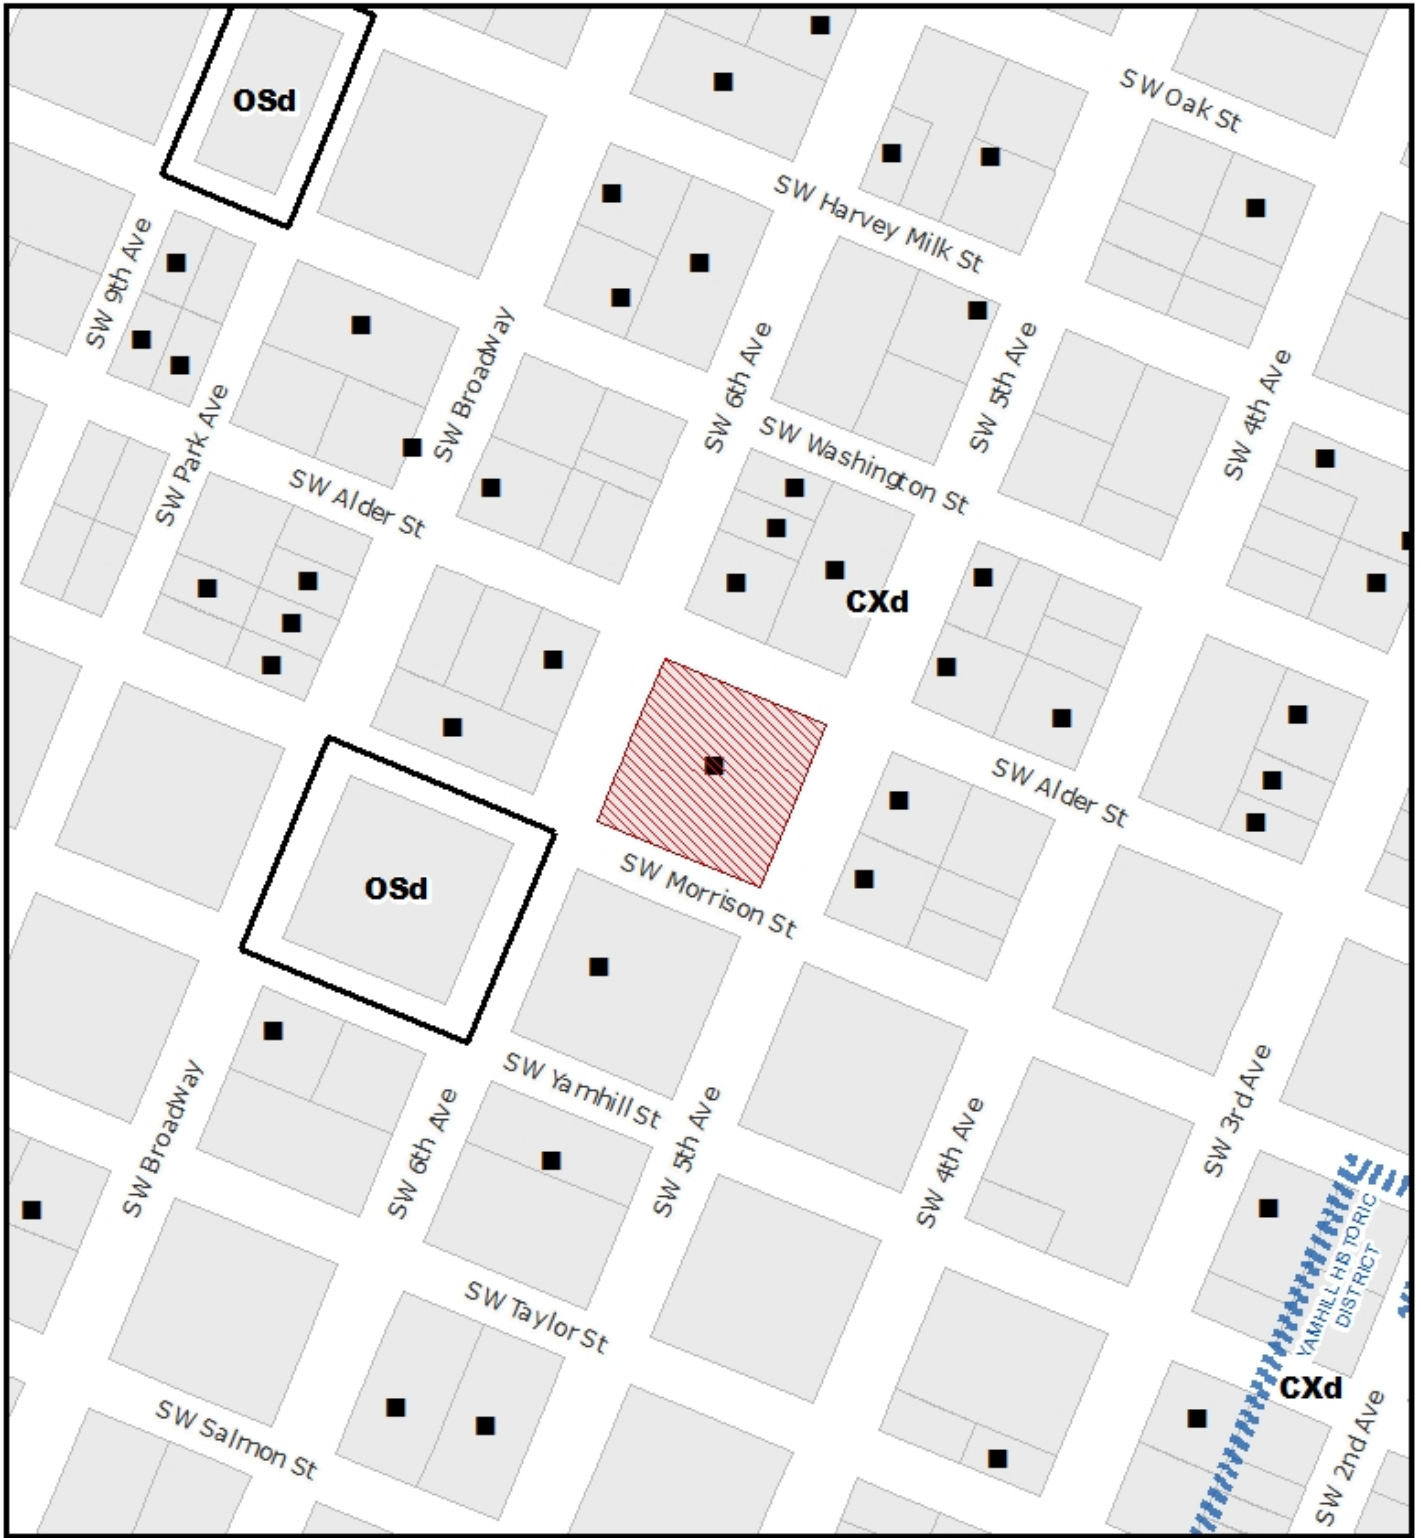 OSd
SW Oak St
SW Harvey Milk St
SW 9th Ave
SW Broadway
SW 6th Ave
SW 5th Ave
SW 4th Ave
SW Park Ave
SW Washington St
SW Alder St
CXd
SW Alder St
SW Morrison St
OSd
SW Yamhill St
SW Broadway
SW 6th Ave
SW 5th Ave
SW 4th Ave
SW 3rd Ave
YAMHILL HISTORIC
DISTRICT
SW Taylor St
CXd
SW Salmon St
SW 2nd Ave